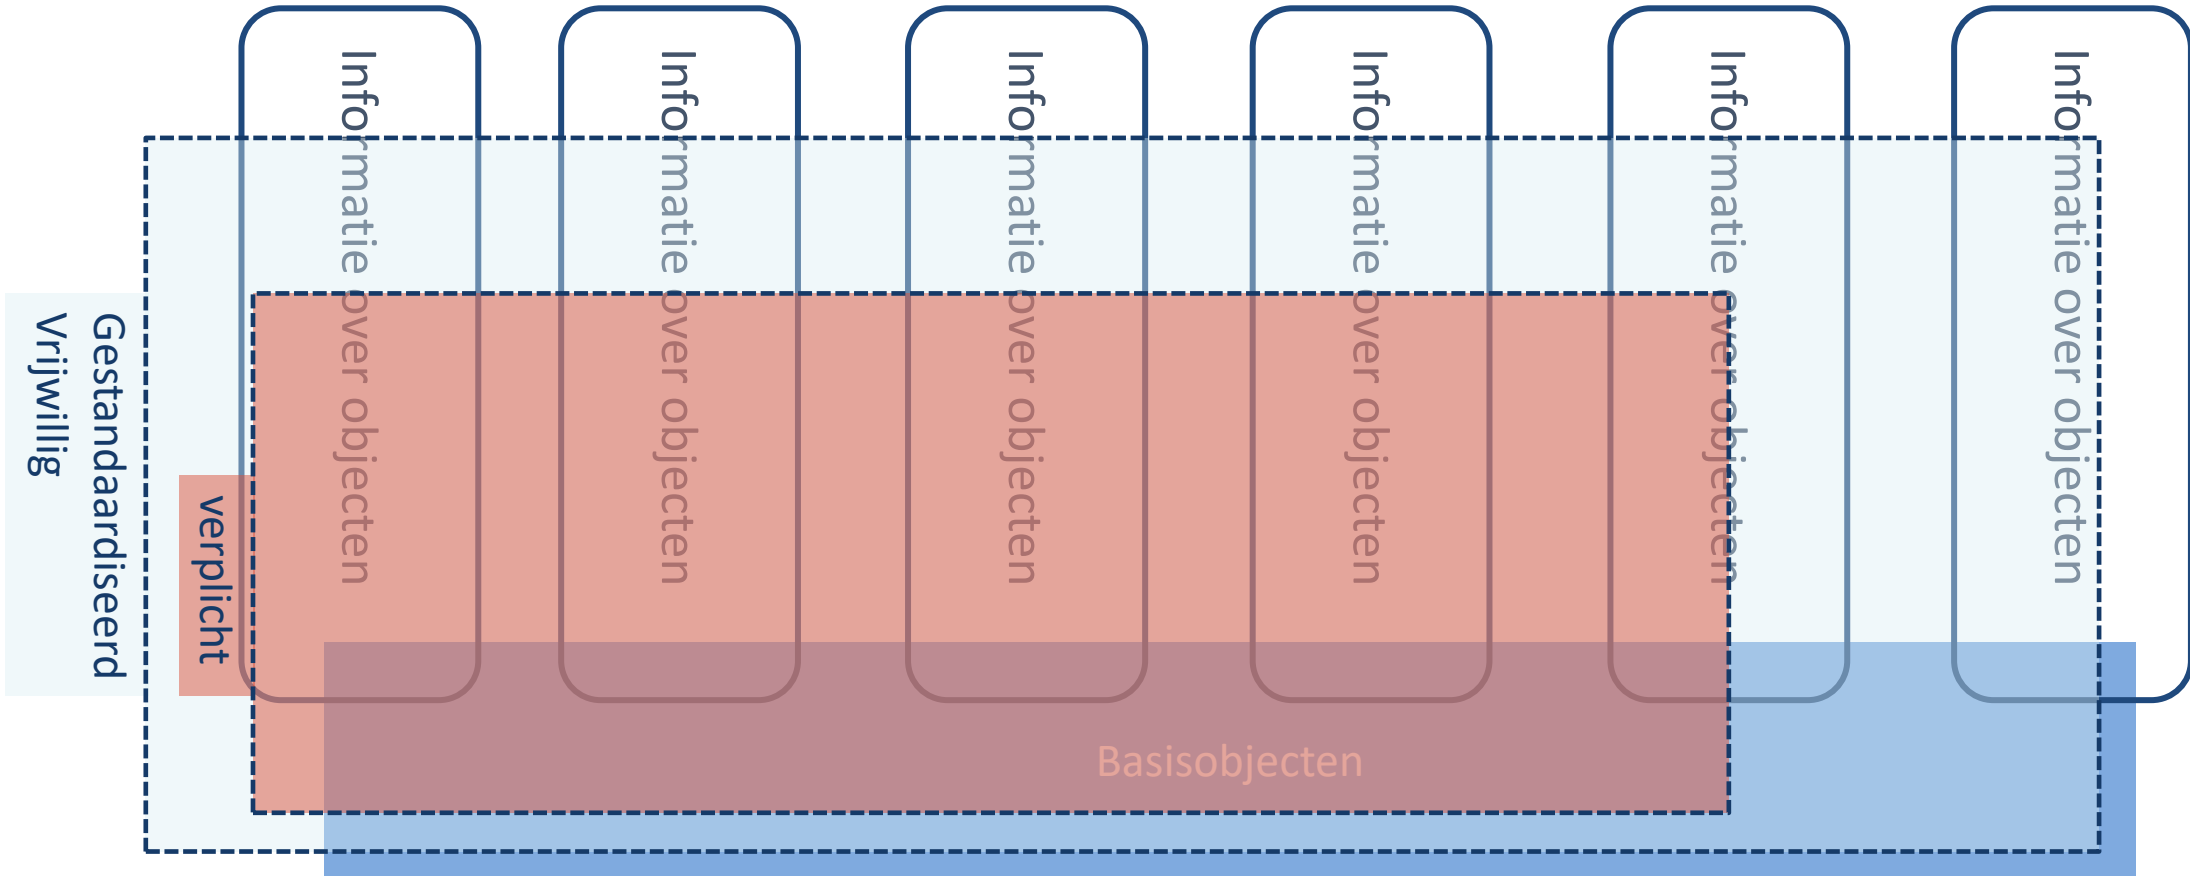 Informatie over objecten
Informatie over objecten
Informatie over objecten
Informatie over objecten
Informatie over objecten
Informatie over objecten
Gestandaardiseerd
Vrijwillig
verplicht
Basisobjecten